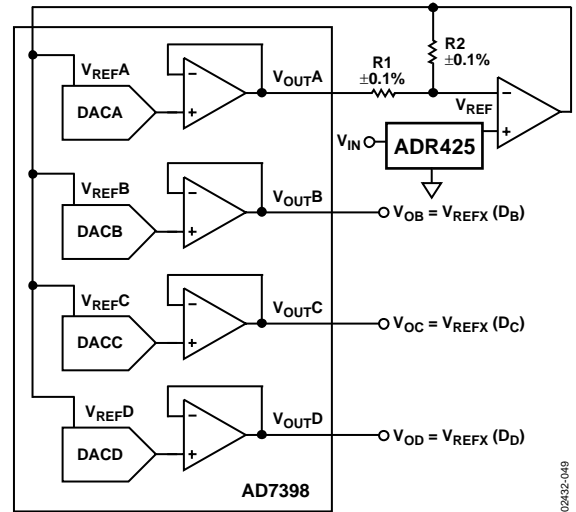 VREFA
DACA
−
+
VOUTA
R1
±0.1%
R2
±0.1%
VREF
−
+
VIN
ADR425
VREFB
DACB
−
+
VOUTB
VOB = VREFX (DB)
VREFC
DACC
−
+
VOUTC
VOC = VREFX (DC)
VREFD
DACD
−
+
VOUTD
VOD = VREFX (DD)
AD7398
02432-049